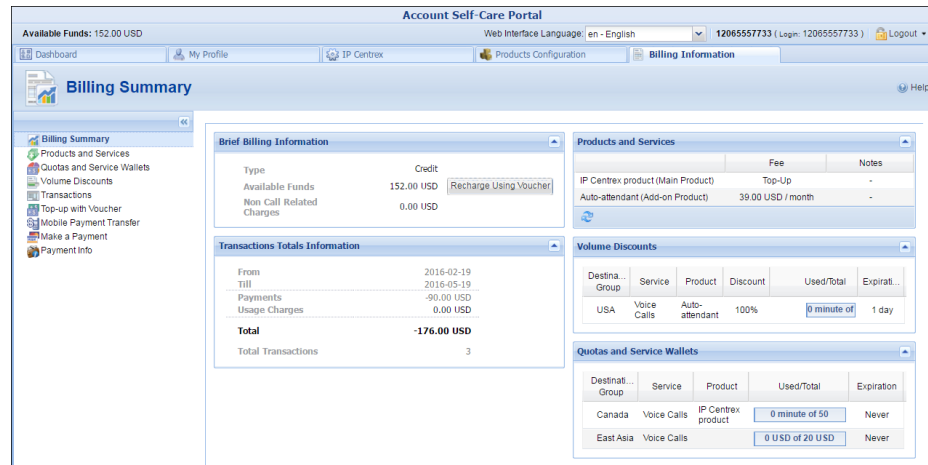 Account Self-Care Portal
Available Funds: 152.00 USD
Web Interface Language: en - English
12065557733 ( Login: 12065557733 )
Logout
Dashboard
My Profile
IP Centrex
Products Configuration
Billing Information
Billing Summary
Help
Billing Summary
Products and Services
Quotas and Service Wallets
Volume Discounts
Transactions
Top-up with Voucher
Mobile Payment Transfer
Make a Payment
Payment Info
Brief Billing Information
Type Credit
Available Funds 152.00 USD Recharge Using Voucher
Non Call Related
Charges 0.00 USD
Transactions Totals Information
From 2016-02-19
Till 2016-05-19
Payments -90.00 USD
Usage Charges 0.00 USD
Total -176.00 USD
Total Transactions 3
Products and Services
Fee Notes
IP Centrex product (Main Product) Top-Up -
Auto-attendant (Add-on Product) 39.00 USD / month -
Volume Discounts
Destina...
Group Service Product Discount Used/Total Expirati...
USA Voice
Calls Auto-
attendant 100% 0 minute of 1 day
Quotas and Service Wallets
Destinati...
Group Service Product Used/Total Expiration
Canada Voice Calls IP Centrex
product 0 minute of 50 Never
East Asia Voice Calls 0 USD of 20 USD Never